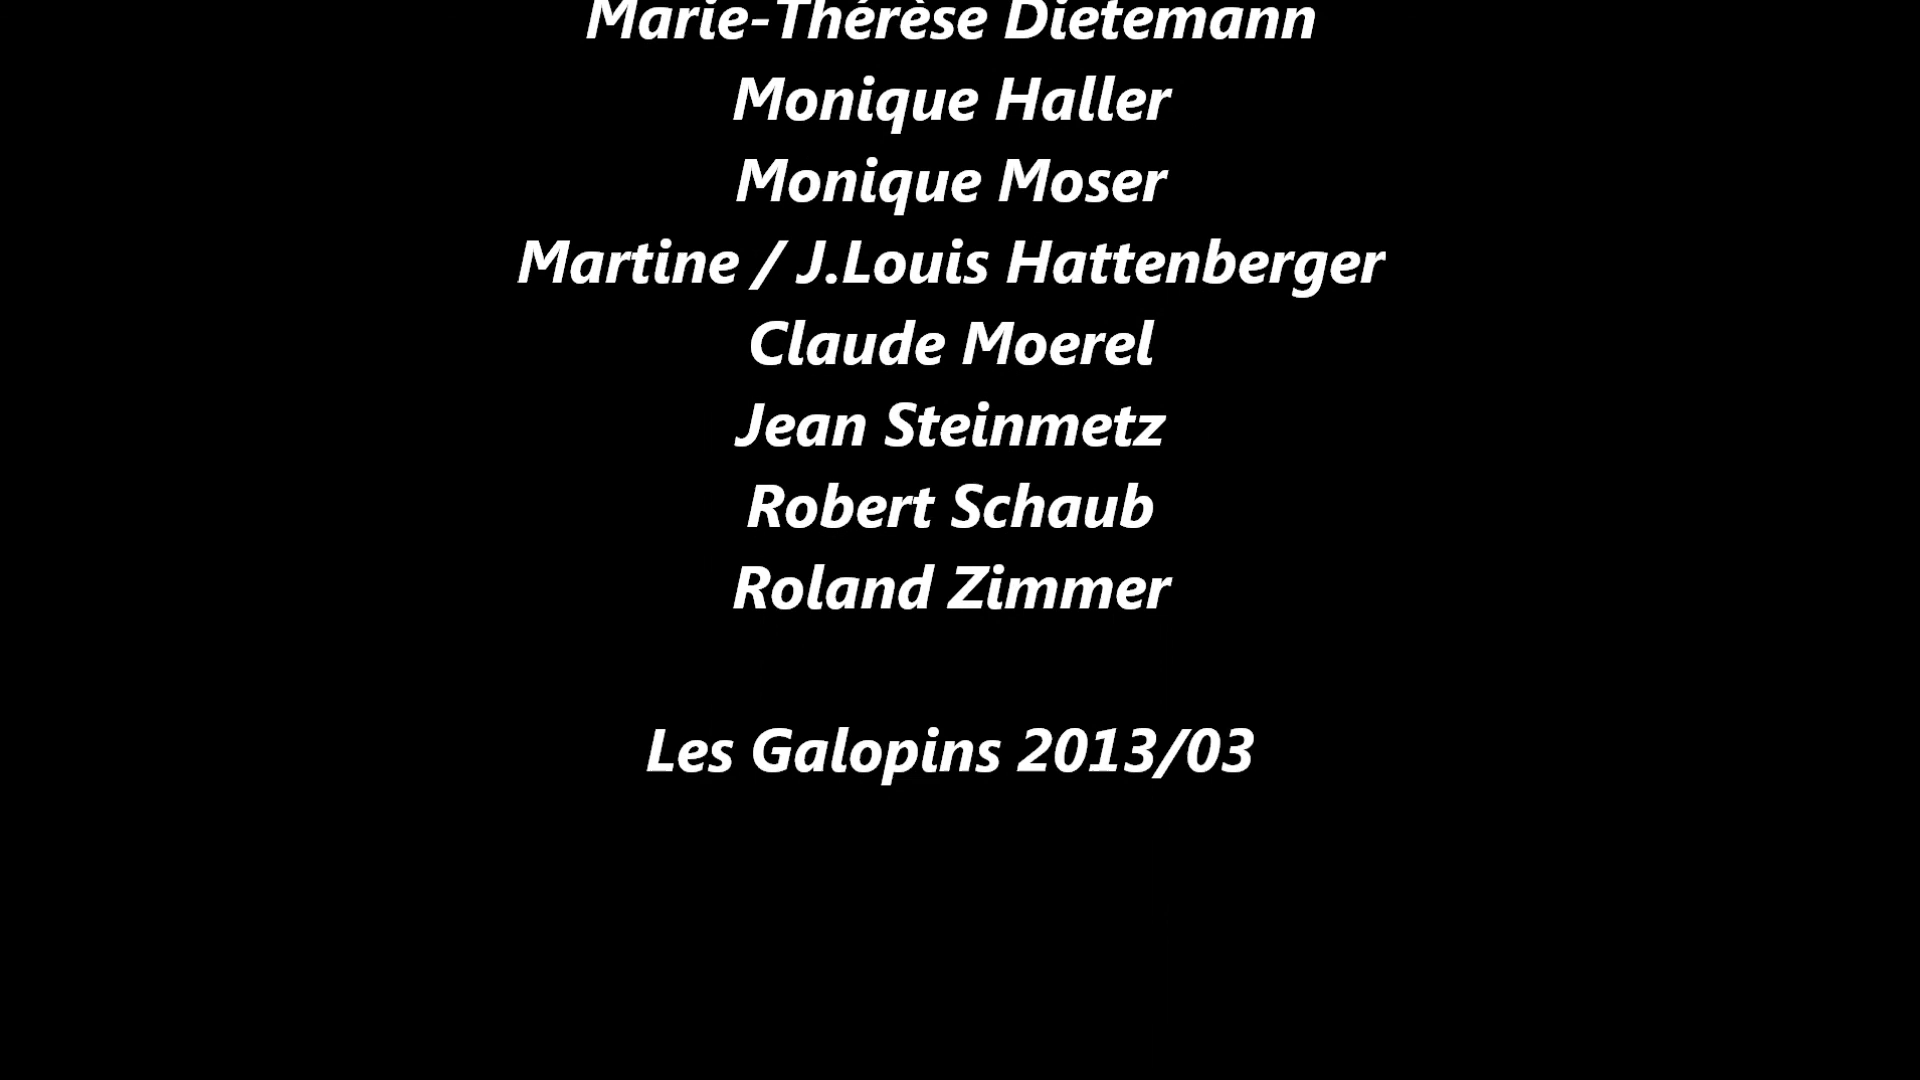 Marie-Thérèse Dietemann
Monique Haller
Monique Moser
Martine / J.Louis Hattenberger
Claude Moerel
Jean Steinmetz
Robert Schaub
Roland Zimmer
Les Galopins 2013/03